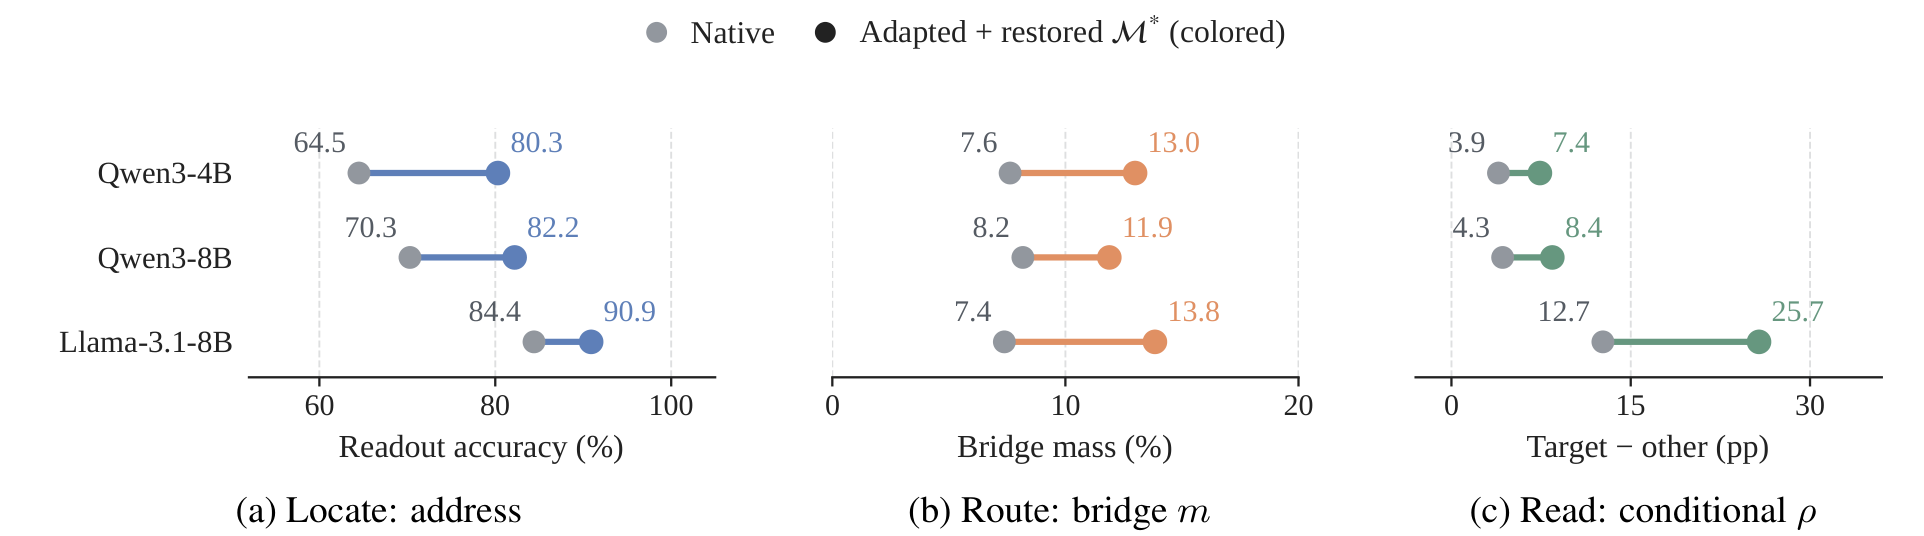 Native  Adapted + restored ℳ* (colored)
64.5 80.3 7.6 13.0 3.9 7.4
Qwen3-4B
70.3 82.2 8.2 11.9 4.3 8.4
Qwen3-8B
84.4 90.9 7.4 13.8 12.7 25.7
Llama-3.1-8B
60 80 100 0 10 20 0 15 30
Readout accuracy (%) Bridge mass (%) Target − other (pp)
(a) Locate: address (b) Route: bridge m (c) Read: conditional ρ